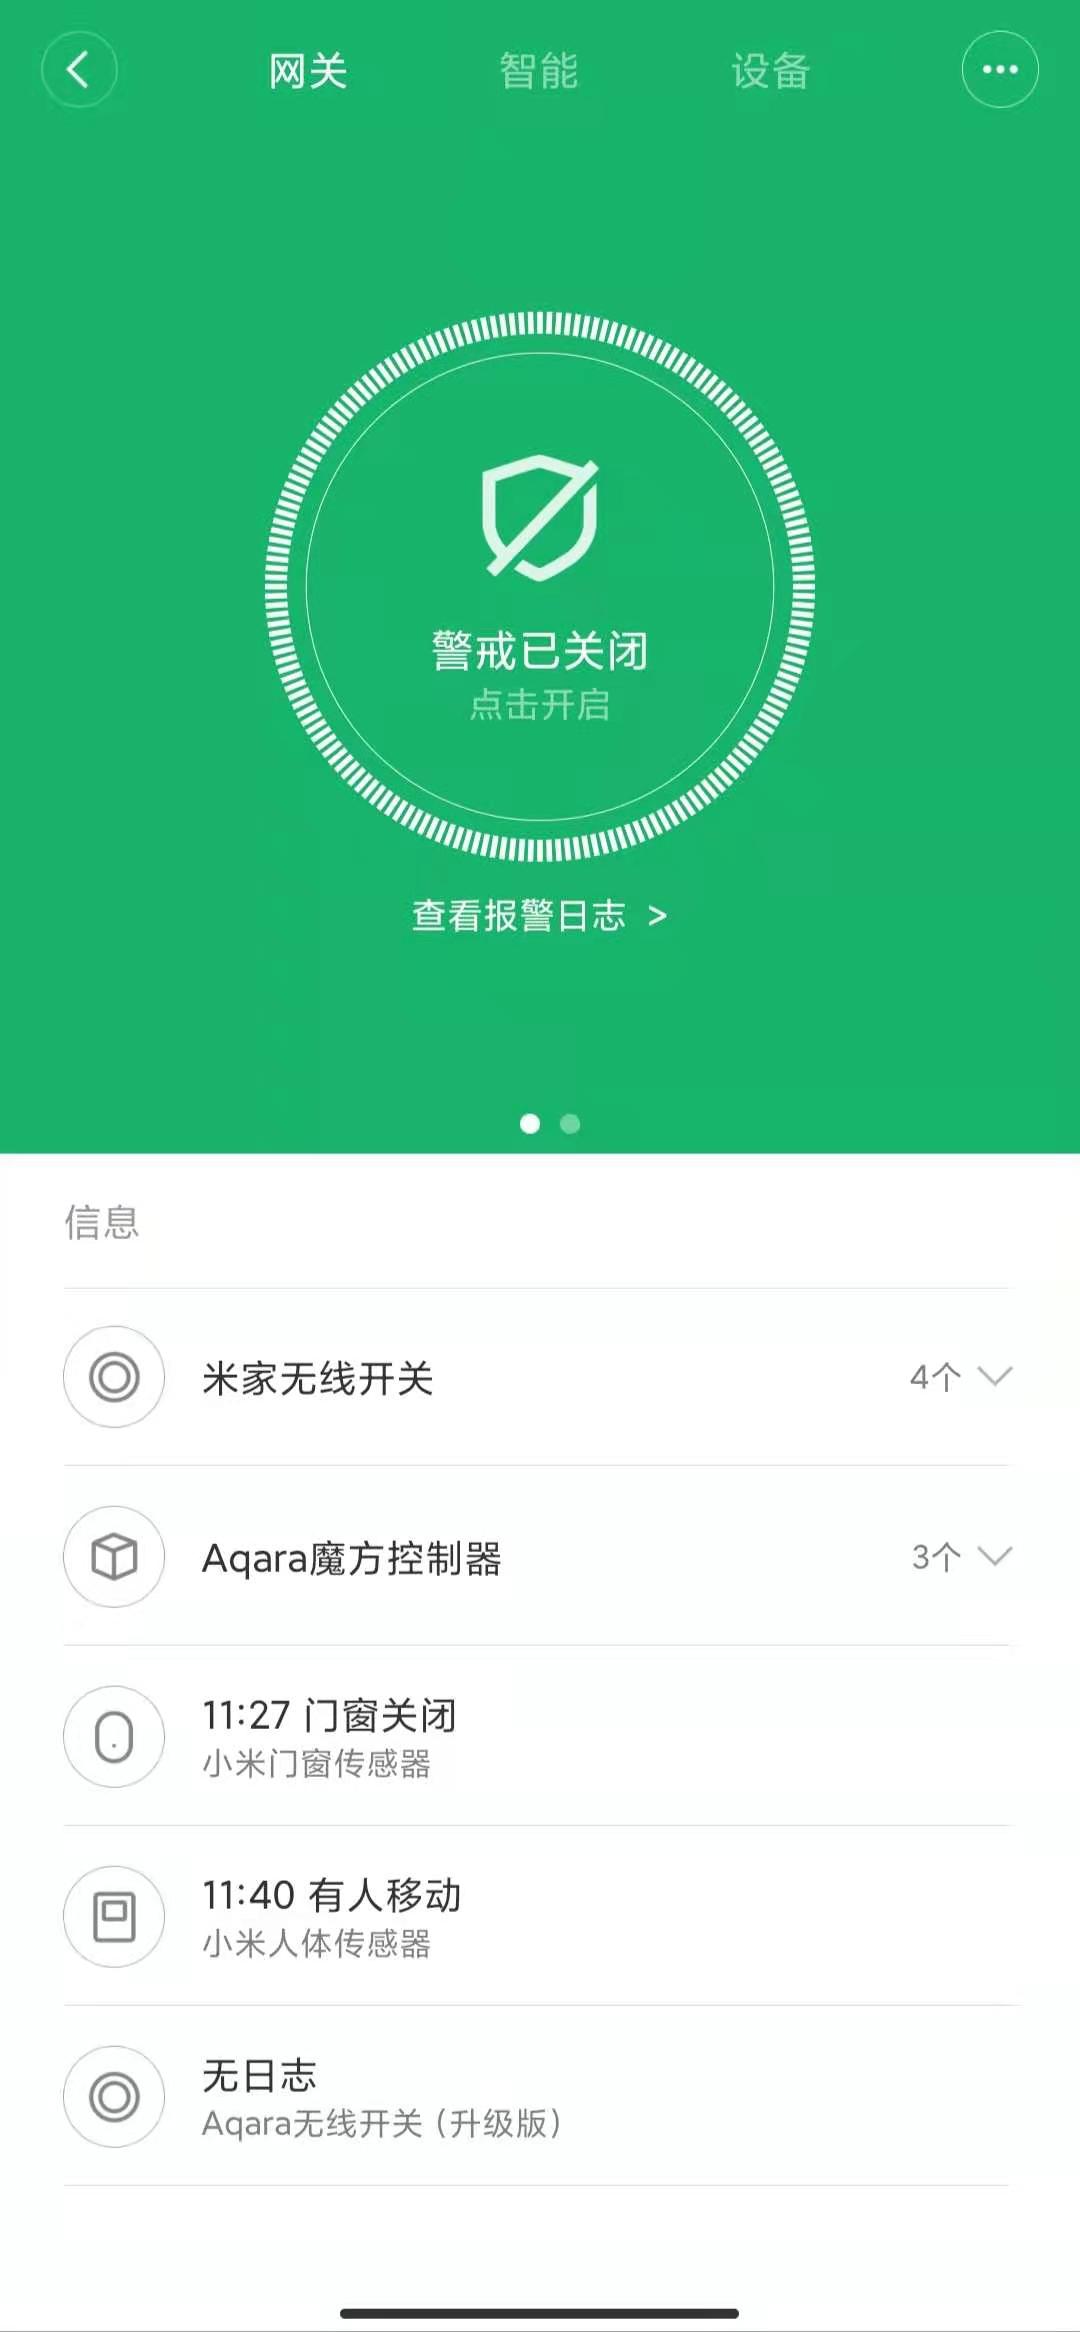 网关 智能 设备
警戒已关闭
点击开启
查看报警日志 >
信息
米家无线开关 4个
Aqara魔方控制器 3个
11:27 门窗关闭
小米门窗传感器
11:40 有人移动
小米人体传感器
无日志
Aqara无线开关（升级版）